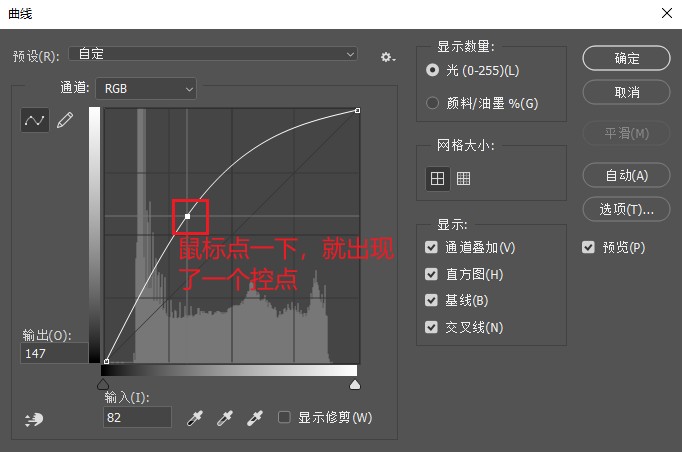 曲线
预设(R):
自定
通道:
RGB
鼠标点一下，就出现
了一个控点
输出(O):
147
输入(I):
82
显示修剪(W)
显示数量:
光 (0-255)(L)
颜料/油墨 %(G)
网格大小:
显示:
通道叠加(V)
直方图(H)
基线(B)
交叉线(N)
确定
取消
平滑(M)
自动(A)
选项(T)...
预览(P)